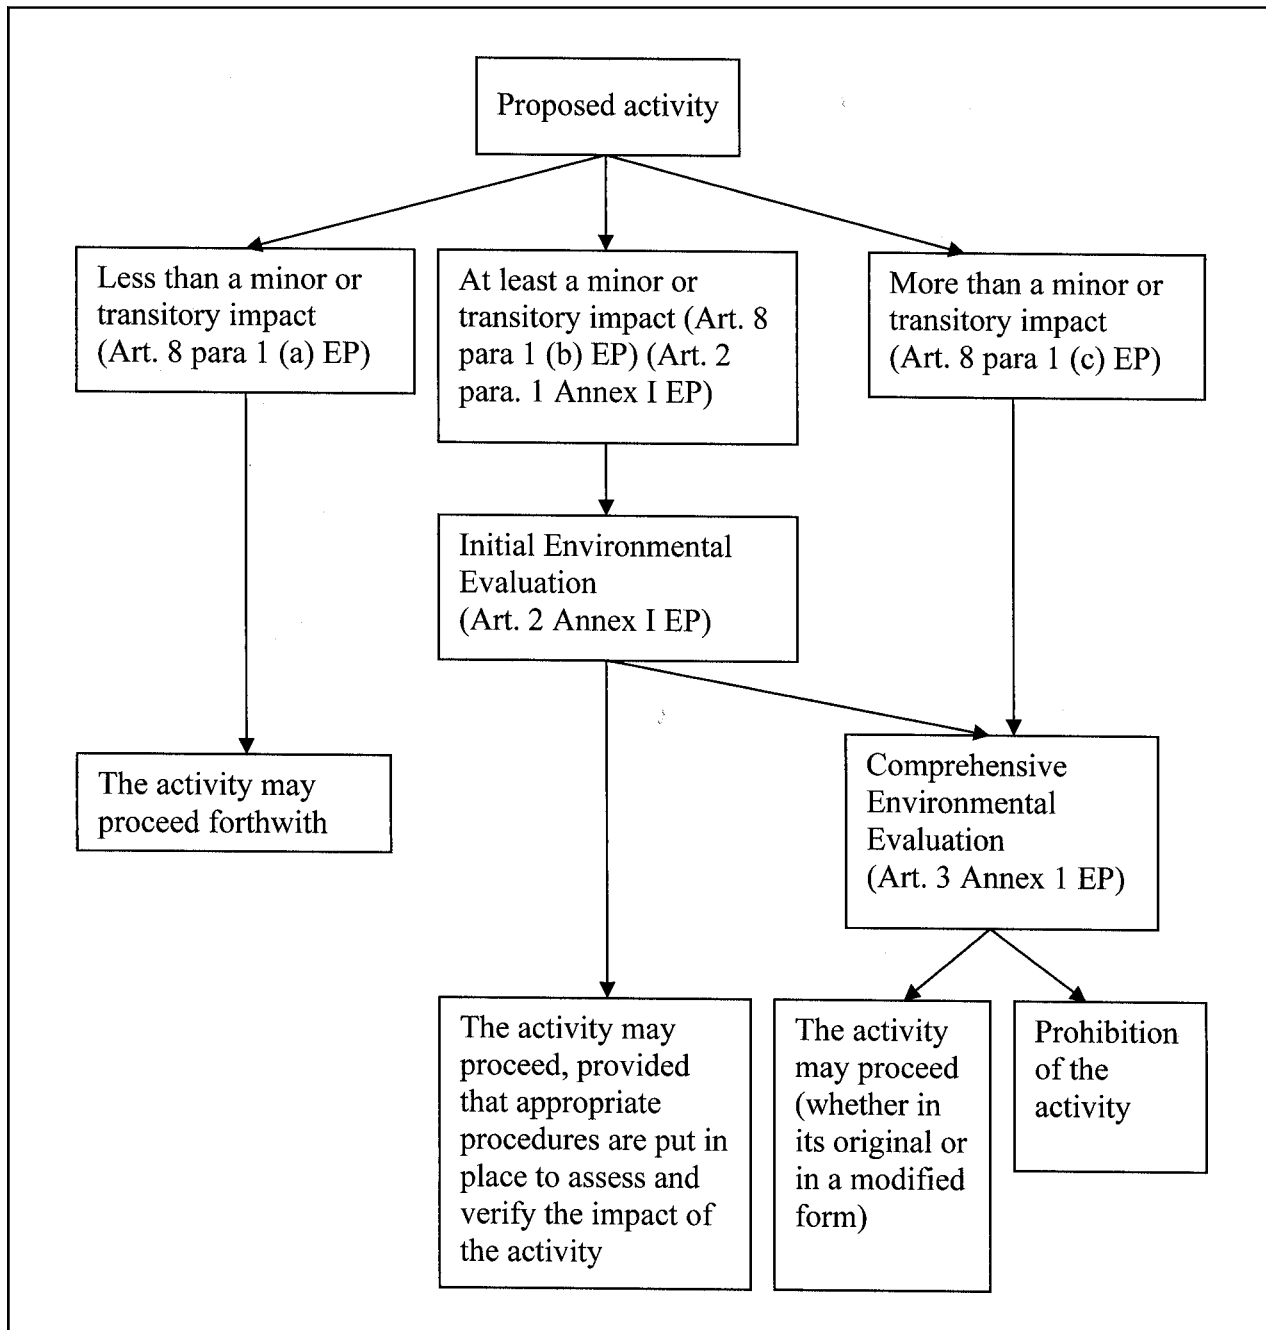 Proposed activity
Less than a minor or
transitory impact
(Art. 8 para 1 (a) EP)
At least a minor or
transitory impact (Art. 8
para 1 (b) EP) (Art. 2
para. 1 Annex I EP)
More than a minor or
transitory impact
(Art. 8 para 1 (c) EP)
Initial Environmental
Evaluation
(Art. 2 Annex I EP)
The activity may
proceed forthwith
Comprehensive
Environmental
Evaluation
(Art. 3 Annex 1 EP)
The activity may
proceed, provided
that appropriate
procedures are put in
place to assess and
verify the impact of
the activity
The activity
may proceed
(whether in
its original or
in a modified
form)
Prohibition
of the
activity